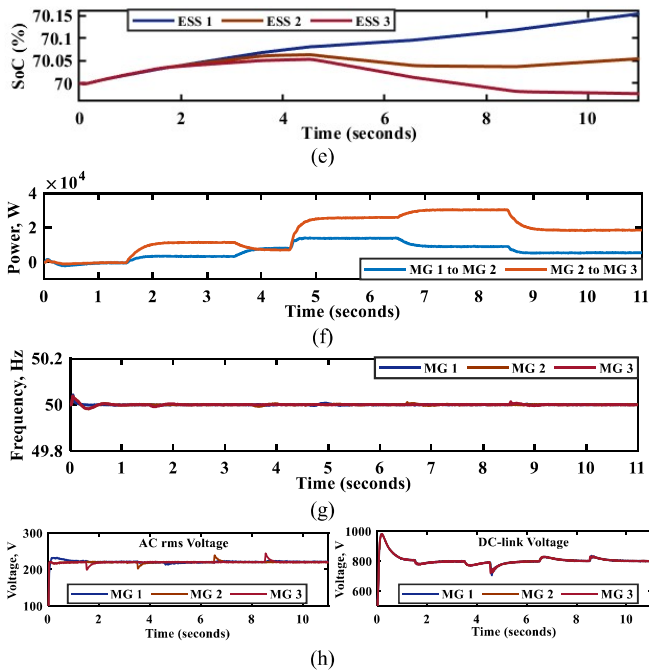 ESS 1 ESS 2 ESS 3
70.15
70.1
70.05
70
SoC (%)
0 2 4 6 8 10
Time (seconds)
(e)
×10⁴
4
2
0
Power, W
MG 1 to MG 2 MG 2 to MG 3
0 1 2 3 4 5 6 7 8 9 10 11
Time (seconds)
(f)
50.2
50
49.8
Frequency, Hz
MG 1 MG 2 MG 3
0 1 2 3 4 5 6 7 8 9 10 11
Time (seconds)
(g)
AC rms Voltage
300
200
100
Voltage, V
MG 1 MG 2 MG 3
0 2 4 6 8 10
Time (seconds)
DC-link Voltage
1000
800
600
Voltage, V
MG 1 MG 2 MG 3
0 2 4 6 8 10
Time (seconds)
(h)